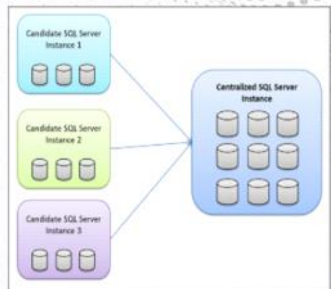 Candidate SQL Server
Instance 1
Centralized SQL Server
Instance
Candidate SQL Server
Instance 2
Candidate SQL Server
Instance 3